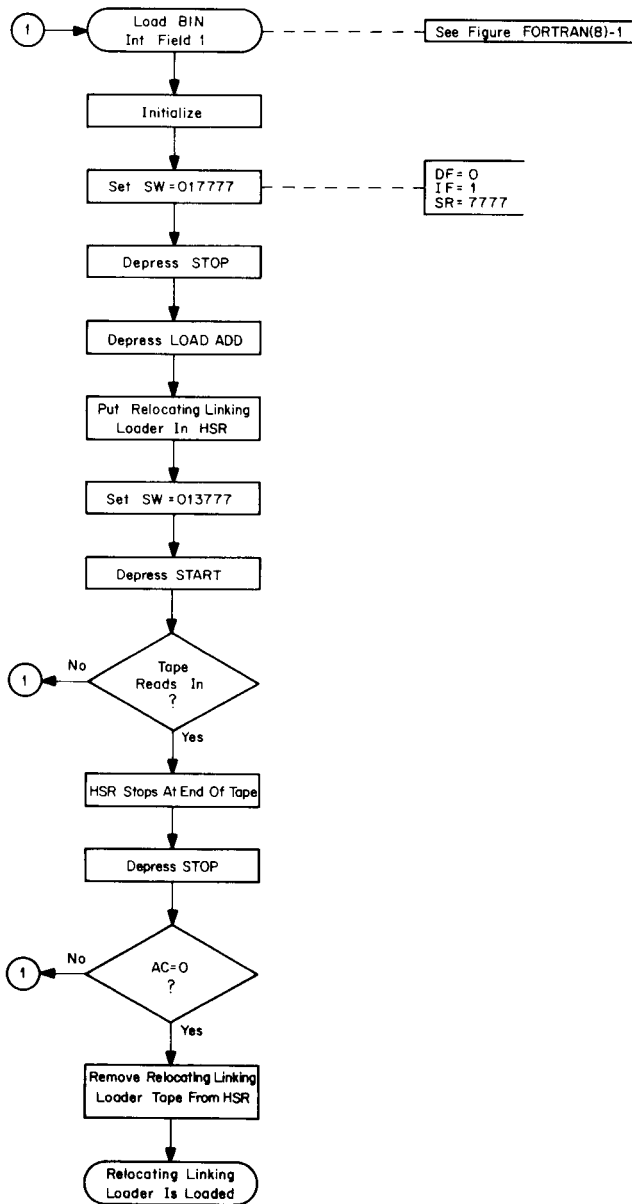 1
Load BIN
Int Field 1
See Figure FORTRAN(8)-1
Initialize
Set SW=017777
DF= 0
IF= 1
SR= 7777
Depress STOP
Depress LOAD ADD
Put Relocating Linking
Loader In HSR
Set SW=013777
Depress START
Tape
Reads In
?
No
1
Yes
HSR Stops At End Of Tape
Depress STOP
AC=0
?
No
1
Yes
Remove Relocating Linking
Loader Tape From HSR
Relocating Linking
Loader Is Loaded